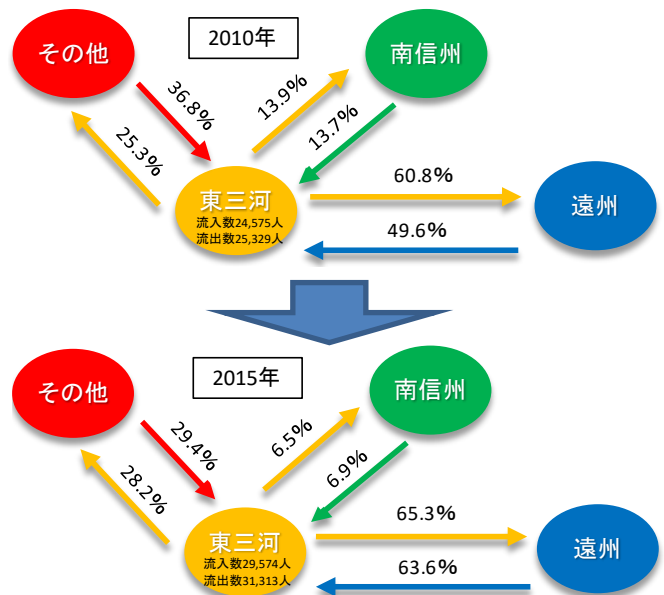 2010年
その他
南信州
36.8%
13.9%
25.3%
13.7%
東三河
流入数24,575人
流出数25,329人
60.8%
49.6%
遠州
2015年
その他
南信州
29.4%
6.5%
28.2%
6.9%
東三河
流入数29,574人
流出数31,313人
65.3%
63.6%
遠州